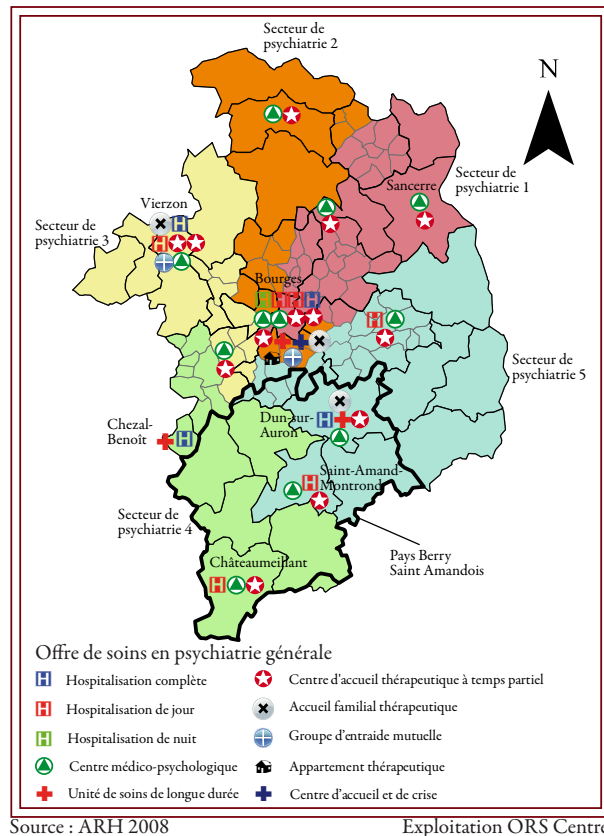 Secteur de
psychiatrie 2
N
Sancerre
Secteur de
psychiatrie 1
Vierzon
Secteur de
psychiatrie 3
Bourges
Secteur de
psychiatrie 5
Chezal-
Benoît
Dun-sur-
Auron
Saint-Amand-
Montrond
Secteur de
psychiatrie 4
Pays Berry
Saint Amandois
Châteaumeillant
Offre de soins en psychiatrie générale
H Hospitalisation complète
H Hospitalisation de jour
H Hospitalisation de nuit
Centre médico-psychologique
Unité de soins de longue durée
Centre d'accueil thérapeutique à temps partiel
Accueil familial thérapeutique
Groupe d'entraide mutuelle
Appartement thérapeutique
Centre d'accueil et de crise
Source : ARH 2008
Exploitation ORS Centre